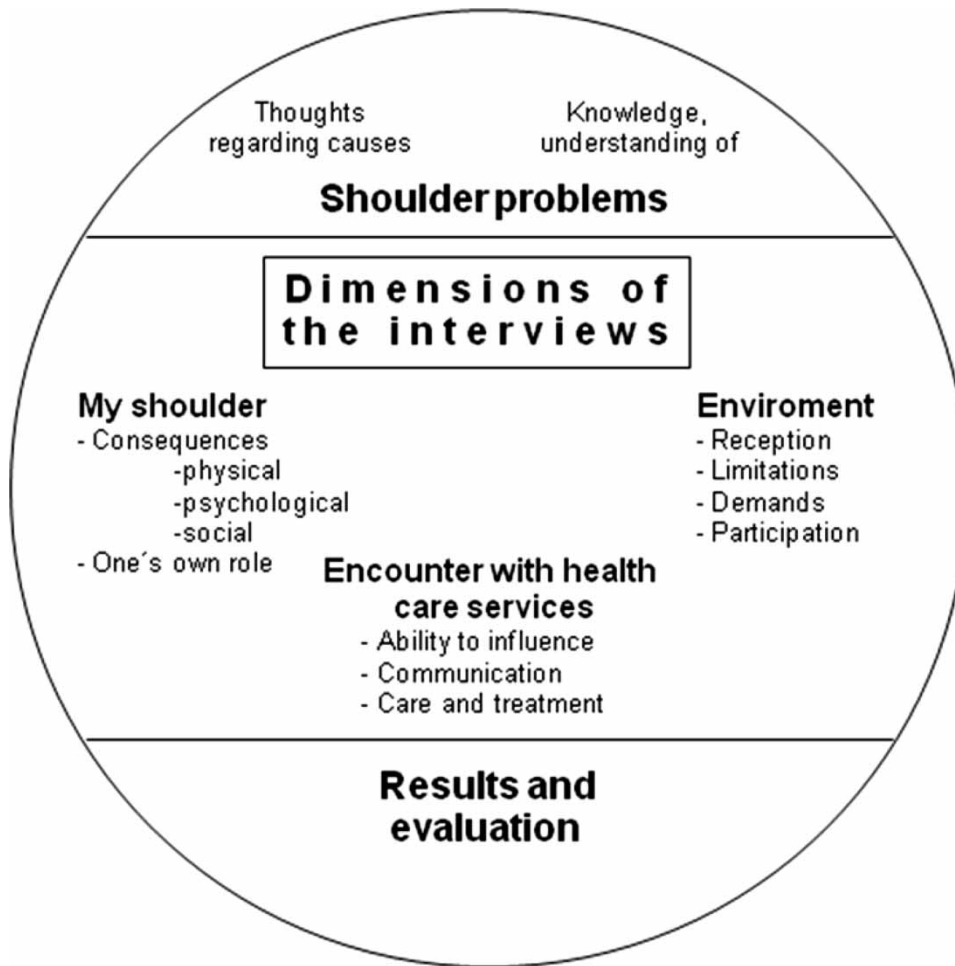 Thoughts
regarding causes
Knowledge,
understanding of
Shoulder problems
Dimensions of
the interviews
My shoulder
- Consequences
-physical
-psychological
-social
- One´s own role
Enviroment
- Reception
- Limitations
- Demands
- Participation
Encounter with health
care services
- Ability to influence
- Communication
- Care and treatment
Results and
evaluation